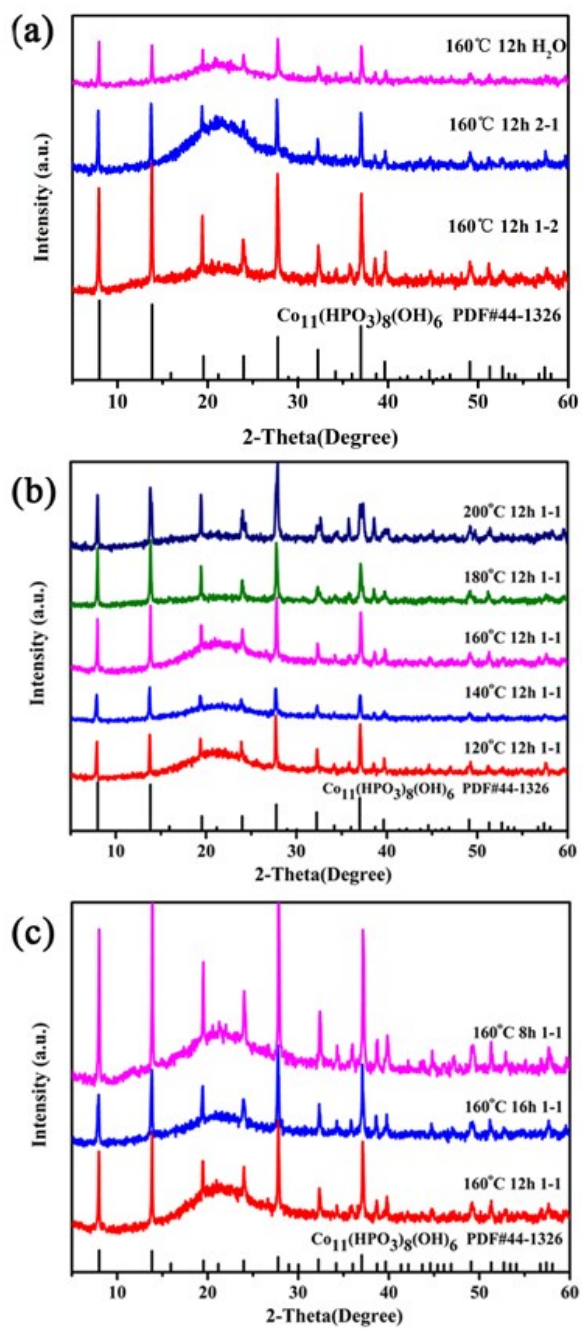 (a)
160℃ 12h H2O
160℃ 12h 2-1
160℃ 12h 1-2
Co11(HPO3)8(OH)6 PDF#44-1326
Intensity (a.u.)
10 20 30 40 50 60
2-Theta(Degree)
(b)
200°C 12h 1-1
180°C 12h 1-1
160°C 12h 1-1
140°C 12h 1-1
120°C 12h 1-1
Co11(HPO3)8(OH)6 PDF#44-1326
Intensity (a.u.)
10 20 30 40 50 60
2-Theta(Degree)
(c)
160°C 8h 1-1
160°C 16h 1-1
160°C 12h 1-1
Co11(HPO3)8(OH)6 PDF#44-1326
Intensity (a.u.)
10 20 30 40 50 60
2-Theta(Degree)